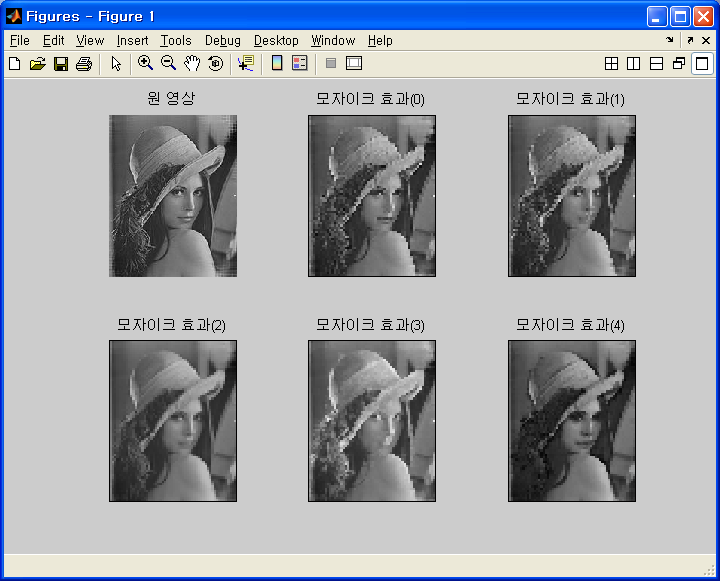 Figures - Figure 1
File Edit View Insert Tools Debug Desktop Window Help
원 영상 모자이크 효과(0) 모자이크 효과(1)
모자이크 효과(2) 모자이크 효과(3) 모자이크 효과(4)